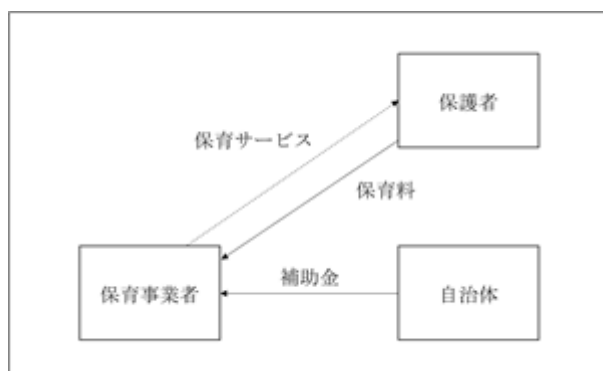 保護者
保育サービス
保育料
保育事業者
補助金
自治体